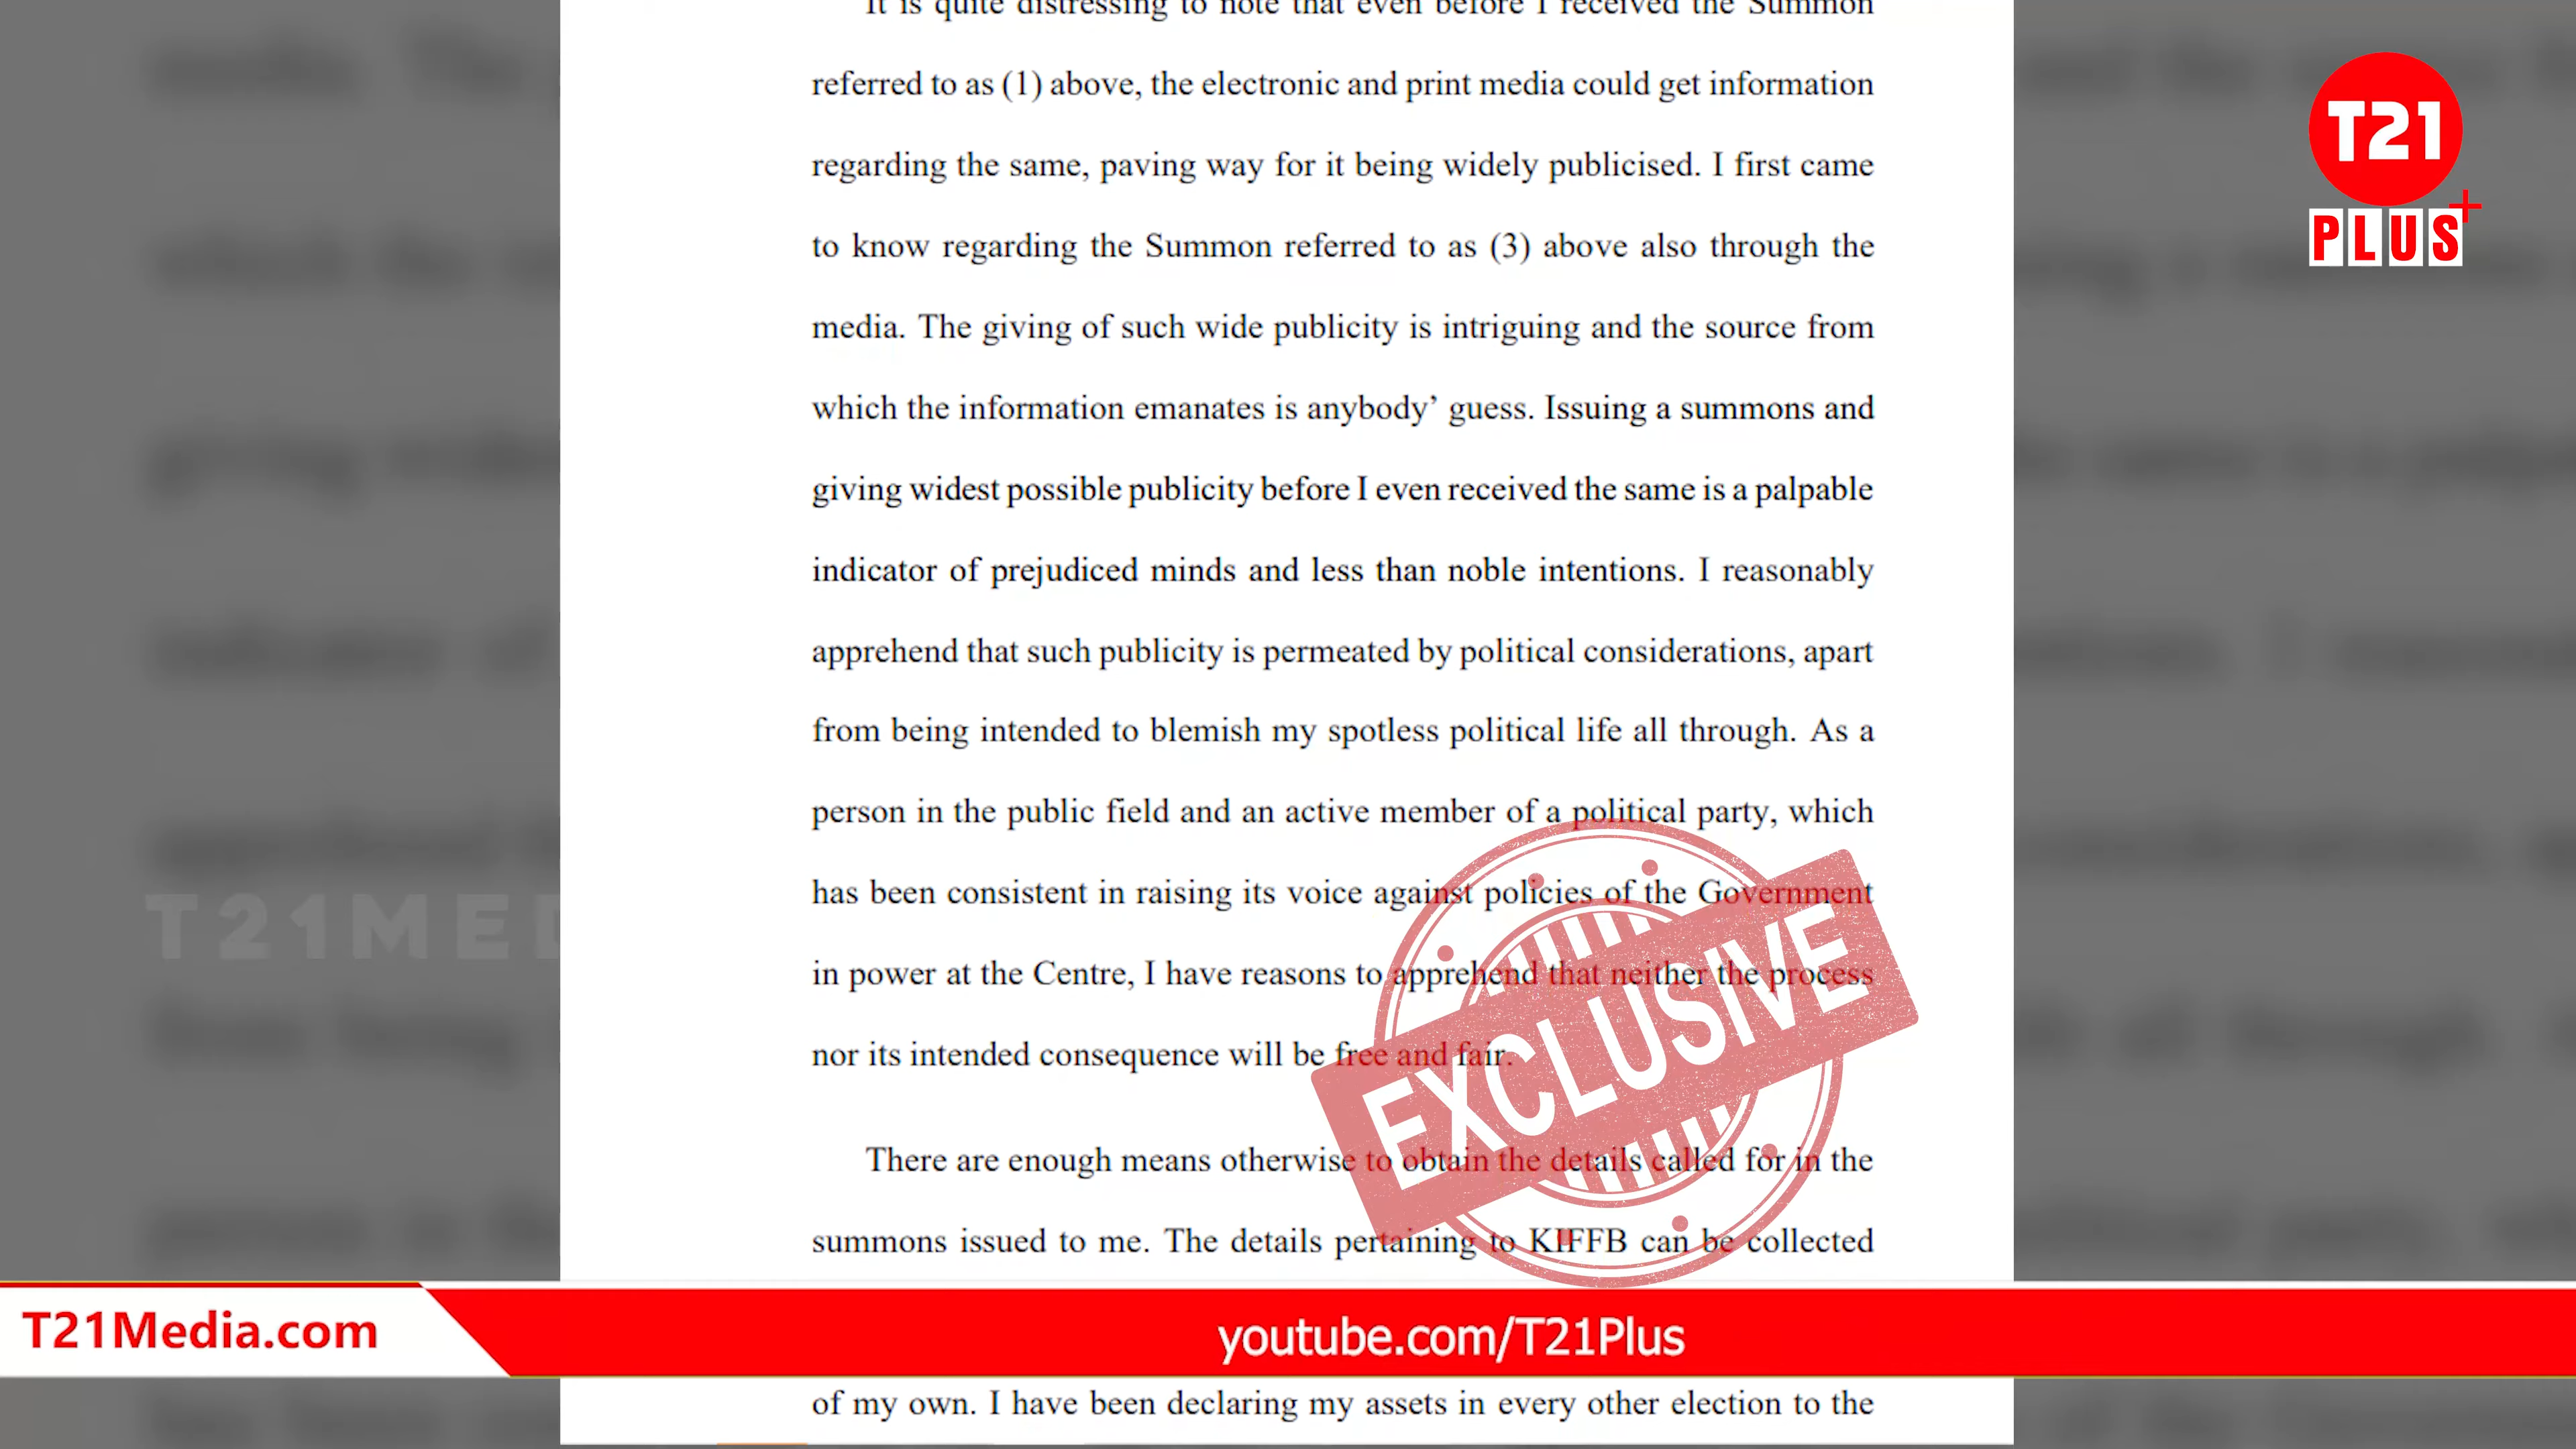 It is quite distressing to note that even before I received the Summon
referred to as (1) above, the electronic and print media could get information
regarding the same, paving way for it being widely publicised. I first came
to know regarding the Summon referred to as (3) above also through the
media. The giving of such wide publicity is intriguing and the source from
which the information emanates is anybody’ guess. Issuing a summons and
giving widest possible publicity before I even received the same is a palpable
indicator of prejudiced minds and less than noble intentions. I reasonably
apprehend that such publicity is permeated by political considerations, apart
from being intended to blemish my spotless political life all through. As a
person in the public field and an active member of a political party, which
has been consistent in raising its voice against policies of the Government
in power at the Centre, I have reasons to apprehend that neither the process
nor its intended consequence will be free and fair.
There are enough means otherwise to obtain the details called for in the
summons issued to me. The details pertaining to KIFFB can be collected
of my own. I have been declaring my assets in every other election to the
EXCLUSIVE
T21
PLUS+
T21MED
T21Media.com
youtube.com/T21Plus